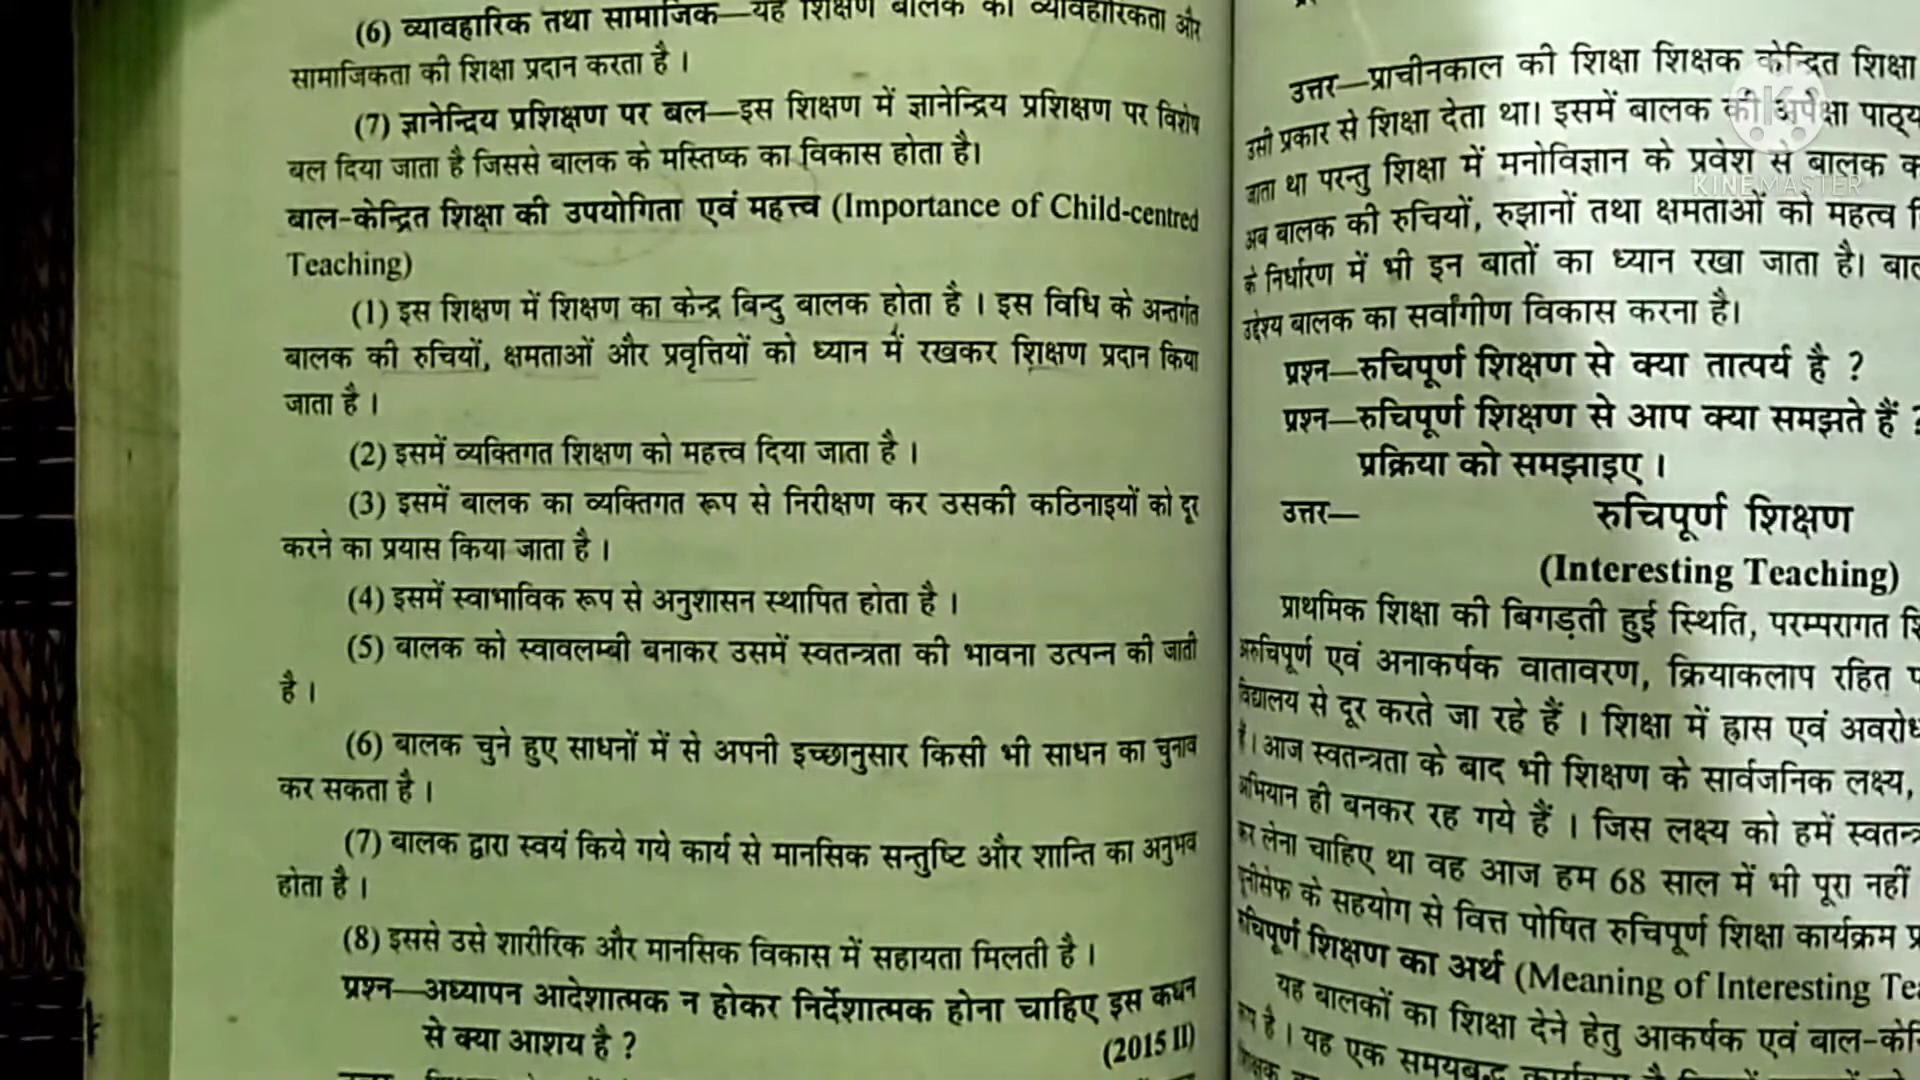 (6) व्यावहारिक तथा सामाजिक—यह शिक्षण बालक को व्यावहारिकता और
सामाजिकता की शिक्षा प्रदान करता है ।
(7) ज्ञानेन्द्रिय प्रशिक्षण पर बल—इस शिक्षण में ज्ञानेन्द्रिय प्रशिक्षण पर विशेष
बल दिया जाता है जिससे बालक के मस्तिष्क का विकास होता है।
बाल-केन्द्रित शिक्षा की उपयोगिता एवं महत्त्व (Importance of Child-centred
Teaching)
(1) इस शिक्षण में शिक्षण का केन्द्र बिन्दु बालक होता है । इस विधि के अन्तर्गत
बालक की रुचियों, क्षमताओं और प्रवृत्तियों को ध्यान में रखकर शिक्षण प्रदान किया
जाता है ।
(2) इसमें व्यक्तिगत शिक्षण को महत्त्व दिया जाता है ।
(3) इसमें बालक का व्यक्तिगत रूप से निरीक्षण कर उसकी कठिनाइयों को दूर
करने का प्रयास किया जाता है ।
(4) इसमें स्वाभाविक रूप से अनुशासन स्थापित होता है ।
(5) बालक को स्वावलम्बी बनाकर उसमें स्वतन्त्रता की भावना उत्पन्न की जाती
है ।
(6) बालक चुने हुए साधनों में से अपनी इच्छानुसार किसी भी साधन का चुनाव
कर सकता है ।
(7) बालक द्वारा स्वयं किये गये कार्य से मानसिक सन्तुष्टि और शान्ति का अनुभव
होता है ।
(8) इससे उसे शारीरिक और मानसिक विकास में सहायता मिलती है ।
प्रश्न—अध्यापन आदेशात्मक न होकर निर्देशात्मक होना चाहिए इस कथन
से क्या आशय है ?
(2015 II)
उत्तर—प्राचीनकाल की शिक्षा शिक्षक केन्द्रित शिक्षा
उसी प्रकार से शिक्षा देता था। इसमें बालक की अपेक्षा
जाता था परन्तु शिक्षा में मनोविज्ञान के प्रवेश से बालक
अब बालक की रुचियों, रुझानों तथा क्षमताओं को महत्व
के निर्धारण में भी इन बातों का ध्यान रखा जाता है।
उद्देश्य बालक का सर्वांगीण विकास करना है।
प्रश्न—रुचिपूर्ण शिक्षण से क्या तात्पर्य है ?
प्रश्न—रुचिपूर्ण शिक्षण से आप क्या समझते हैं ?
प्रक्रिया को समझाइए ।
उत्तर—
रुचिपूर्ण शिक्षण
(Interesting Teaching)
प्राथमिक शिक्षा की बिगड़ती हुई स्थिति, परम्परागत
अरुचिपूर्ण एवं अनाकर्षक वातावरण, क्रियाकलाप रहित
विद्यालय से दूर करते जा रहे हैं । शिक्षा में ह्रास एवं
हैं। आज स्वतन्त्रता के बाद भी शिक्षण के सार्वजनिक लक्ष्य,
अभियान ही बनकर रह गये हैं । जिस लक्ष्य को हमें
कर लेना चाहिए था वह आज हम 68 साल में भी पूरा नहीं
यूनीसेफ के सहयोग से वित्त पोषित रुचिपूर्ण शिक्षा कार्यक्रम
रुचिपूर्ण शिक्षण का अर्थ (Meaning of Interesting
यह बालकों का शिक्षा देने हेतु आकर्षक एवं
है । यह एक समयबद्ध
KINEMASTER